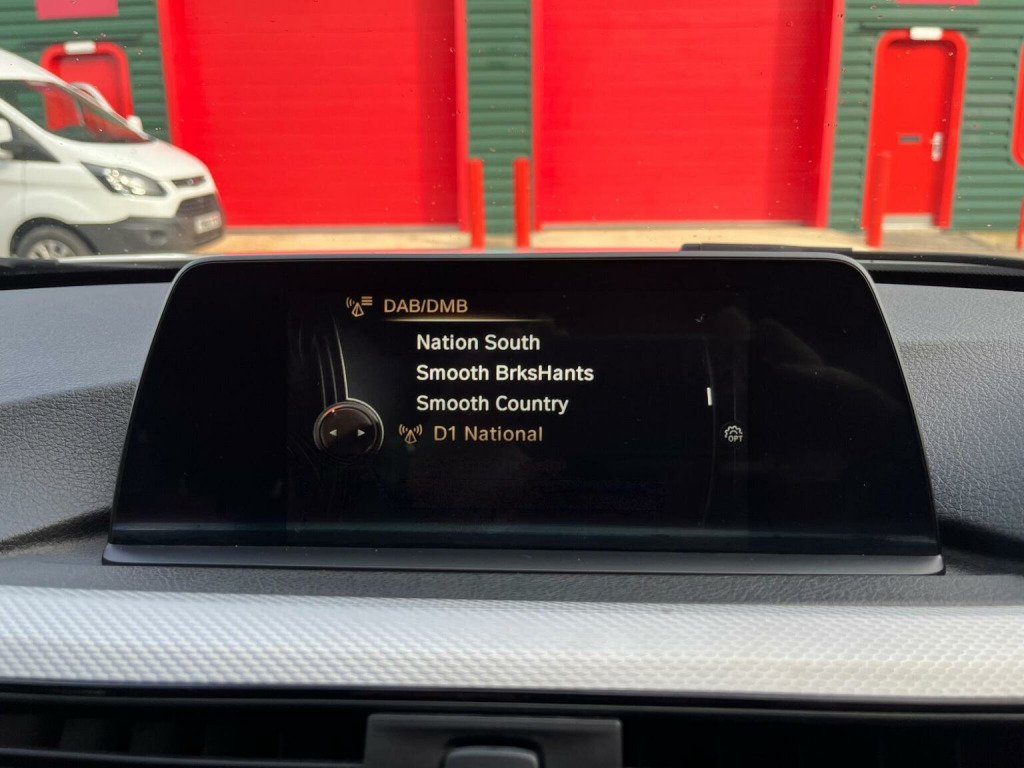 DAB/DMB
Nation South
Smooth BrksHants
Smooth Country
D1 National
OPT